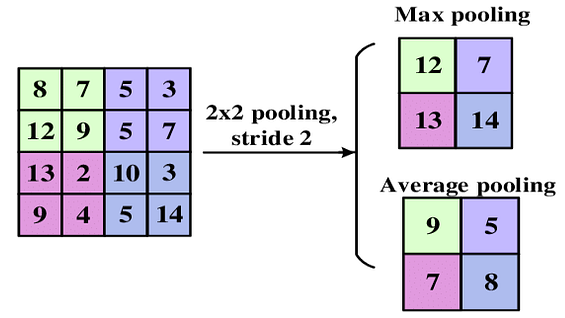 Max pooling
8 7 5 3
12 9 5 7
13 2 10 3
9 4 5 14
2x2 pooling,
stride 2
12 7
13 14
Average pooling
9 5
7 8